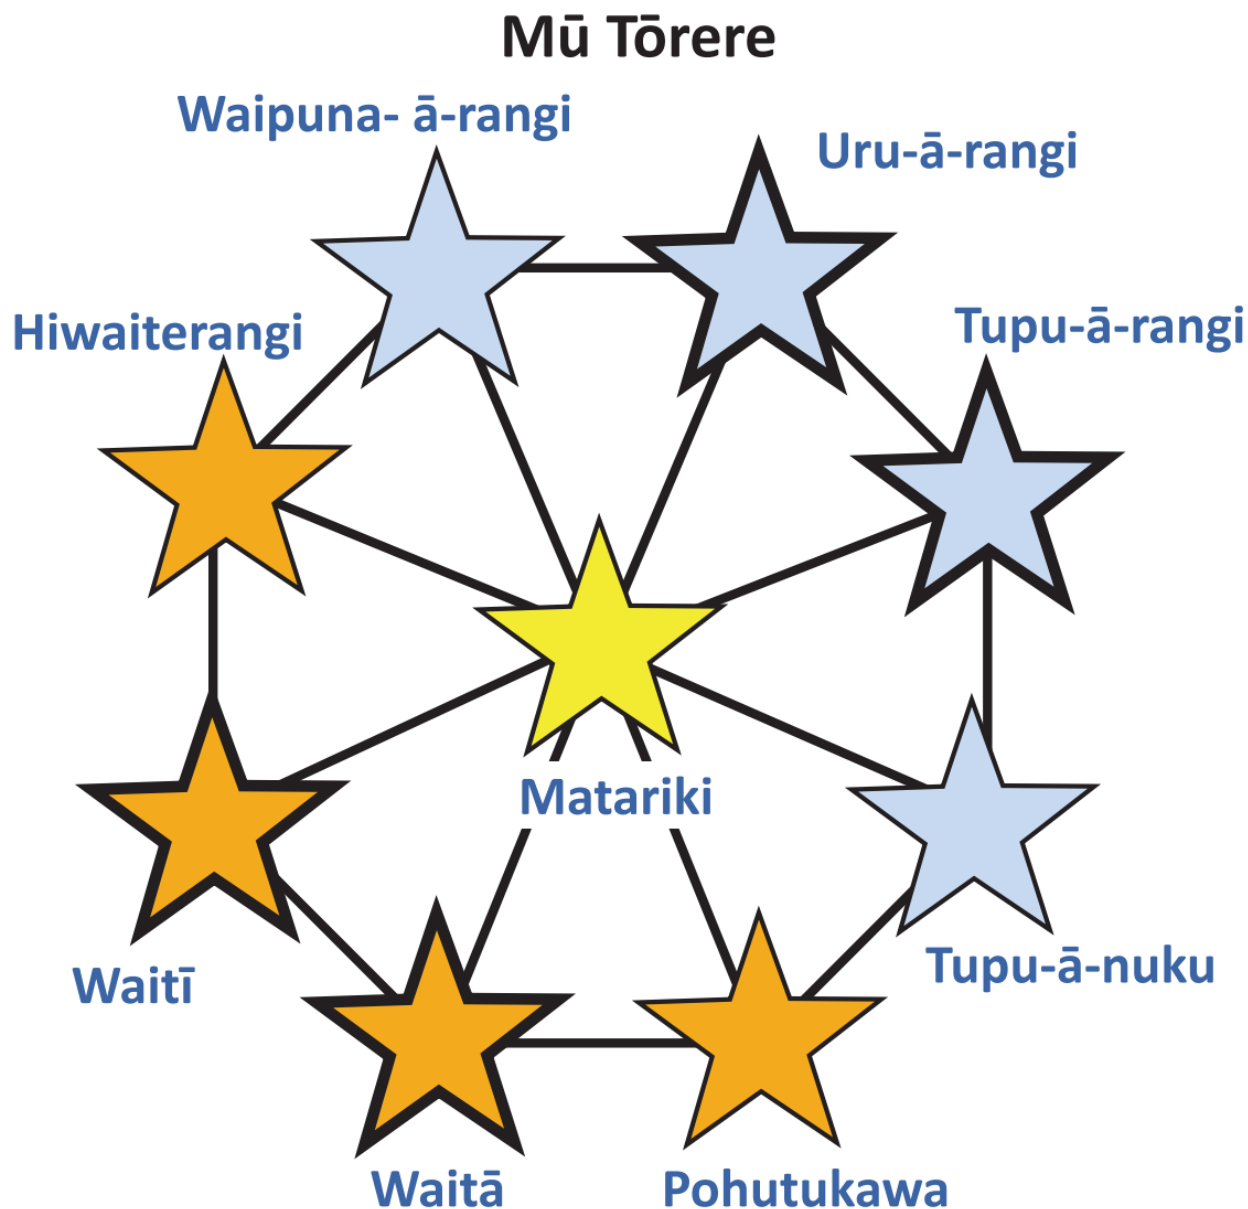 Mū Tōrere
Waipuna- ā-rangi
Uru-ā-rangi
Hiwaiterangi
Tupu-ā-rangi
Matariki
Waitī
Tupu-ā-nuku
Waitā
Pohutukawa